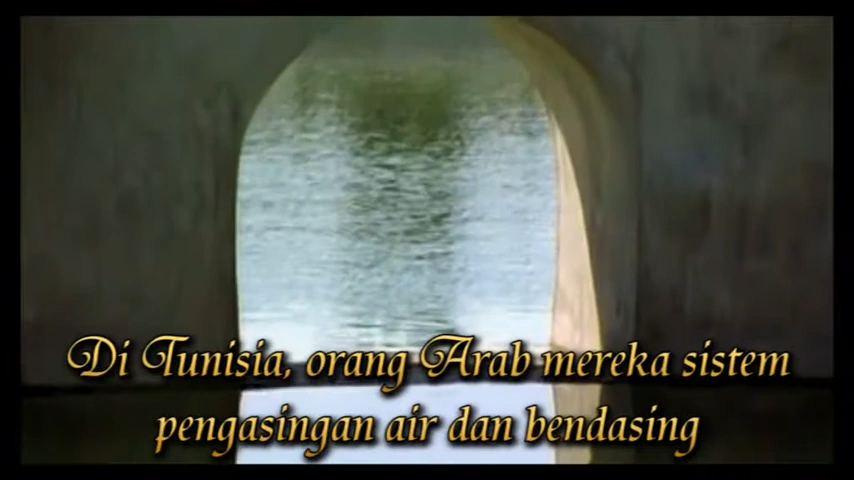 Di Tunisia, orang Arab mereka sistem
pengasingan air dan bendasing